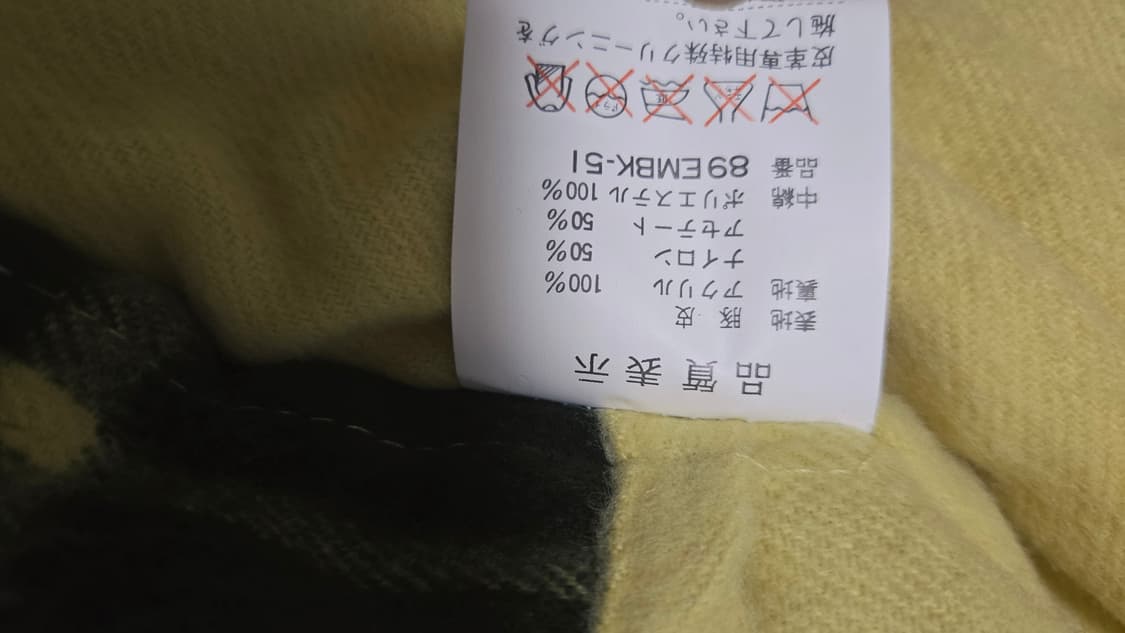 品質表示
表地 豚皮
裏地 アクリル 100%
ナイロン 50%
アセテート 50%
中綿 ポリエステル 100%
品番 89EMBK-51
ドライ
皮革専用特殊クリーニングを
施して下さい。